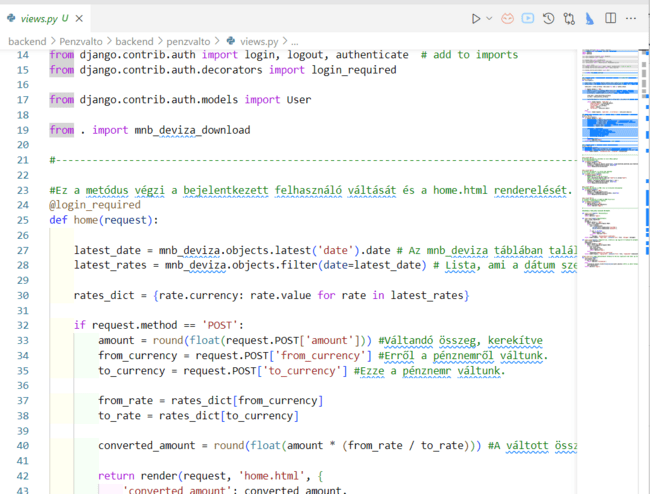 views.py U
backend > Penzvalto > backend > penzvalto > views.py > ...
14 from django.contrib.auth import login, logout, authenticate # add to imports
15 from django.contrib.auth.decorators import login_required
16
17 from django.contrib.auth.models import User
18
19 from . import mnb_deviza_download
20
21 #------------------------------------------------------------------------------
22
23 #Ez a metódus végzi a bejelentkezett felhasználó váltását és a home.html renderelését.
24 @login_required
25 def home(request):
26
27 latest_date = mnb_deviza.objects.latest('date').date # Az mnb_deviza táblában talál
28 latest_rates = mnb_deviza.objects.filter(date=latest_date) # Lista, ami a dátum sze
29
30 rates_dict = {rate.currency: rate.value for rate in latest_rates}
31
32 if request.method == 'POST':
33 amount = round(float(request.POST['amount'])) #Váltandó összeg, kerekítve
34 from_currency = request.POST['from_currency'] #Erről a pénznemről váltunk.
35 to_currency = request.POST['to_currency'] #Ezze a pénznemr váltunk.
36
37 from_rate = rates_dict[from_currency]
38 to_rate = rates_dict[to_currency]
39
40 converted_amount = round(float(amount * (from_rate / to_rate))) #A váltott össz
41
42 return render(request, 'home.html', {
43 'converted_amount': converted_amount,